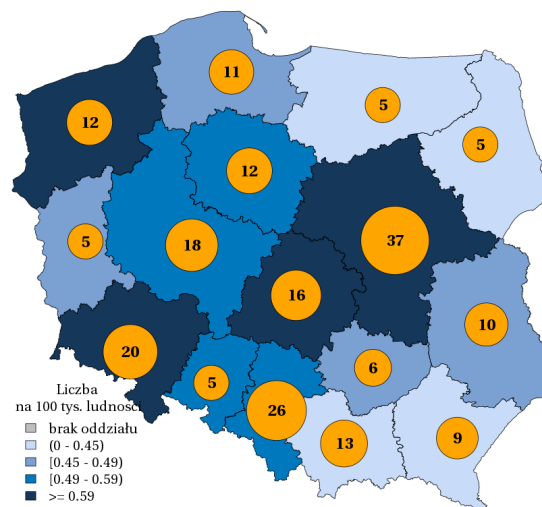 11
12
5
5
12
37
18
5
16
10
20
6
5
26
13
9
Liczba
na 100 tys. ludności
brak oddziału
(0 - 0.45)
[0.45 - 0.49)
[0.49 - 0.59)
>= 0.59